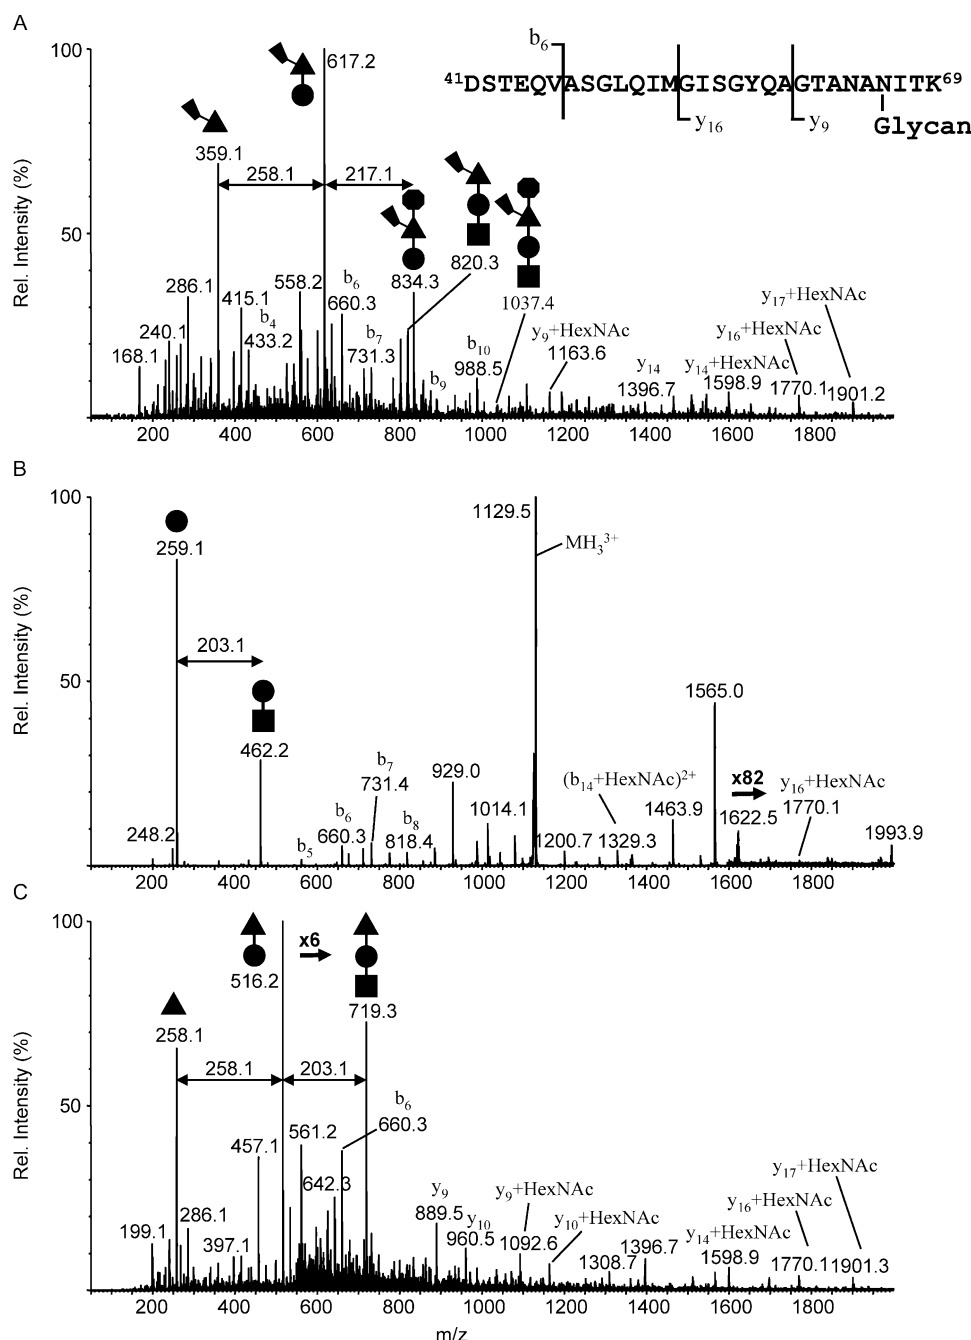 A
100
50
Rel. Intensity (%)
617.2
359.1
258.1
217.1
286.1
240.1
168.1
415.1
b4
433.2
558.2
b6
660.3
b7
731.3
834.3
820.3
b9
b10
988.5
1037.4
y9+HexNAc
1163.6
y14
1396.7
y14+HexNAc
1598.9
y16+HexNAc
1770.1
y17+HexNAc
1901.2
b6
41DSTEQVASGLQIMGISGYQAGTANANITK69
y16
y9
Glycan
200 400 600 800 1000 1200 1400 1600 1800
B
100
50
Rel. Intensity (%)
259.1
203.1
462.2
248.2
b5
b6
660.3
b7
731.4
b8
818.4
929.0
1014.1
1129.5
MH3 3+
1200.7
(b14+HexNAc)2+
1329.3
1463.9
1565.0
x82
1622.5
y16+HexNAc
1770.1
1993.9
200 400 600 800 1000 1200 1400 1600 1800
C
100
50
Rel. Intensity (%)
516.2
x6
719.3
258.1
258.1
203.1
b6
660.3
457.1
561.2
642.3
199.1
286.1
397.1
y9
889.5
y10
960.5
y9+HexNAc
1092.6
y10+HexNAc
1308.7
1396.7
y14+HexNAc
1598.9
y16+HexNAc
1770.1
y17+HexNAc
1901.3
200 400 600 800 1000 1200 1400 1600 1800
m/z